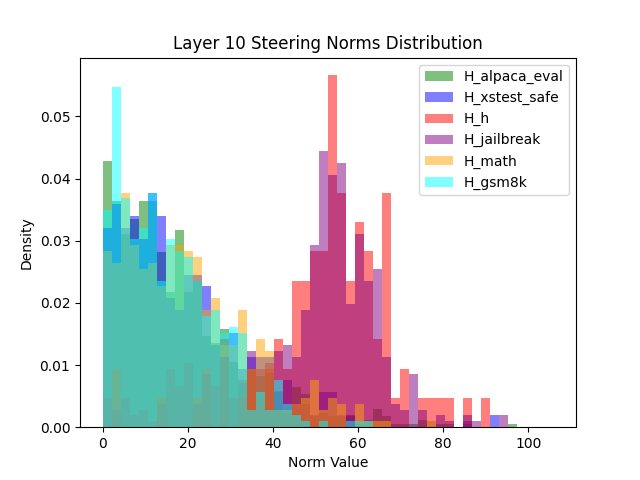 Layer 10 Steering Norms Distribution
H_alpaca_eval
H_xstest_safe
H_h
H_jailbreak
H_math
H_gsm8k
Density
0.05
0.04
0.03
0.02
0.01
0.00
0
20
40
60
80
100
Norm Value